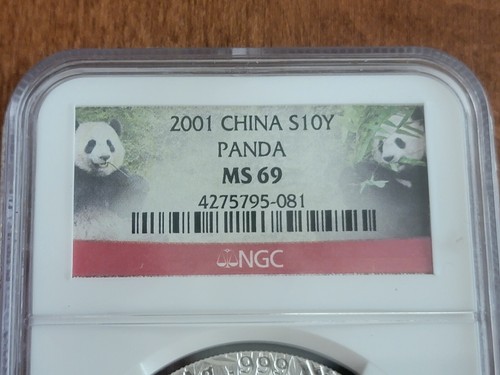 2001 CHINA S10Y
PANDA
MS 69
4275795-081
NGC